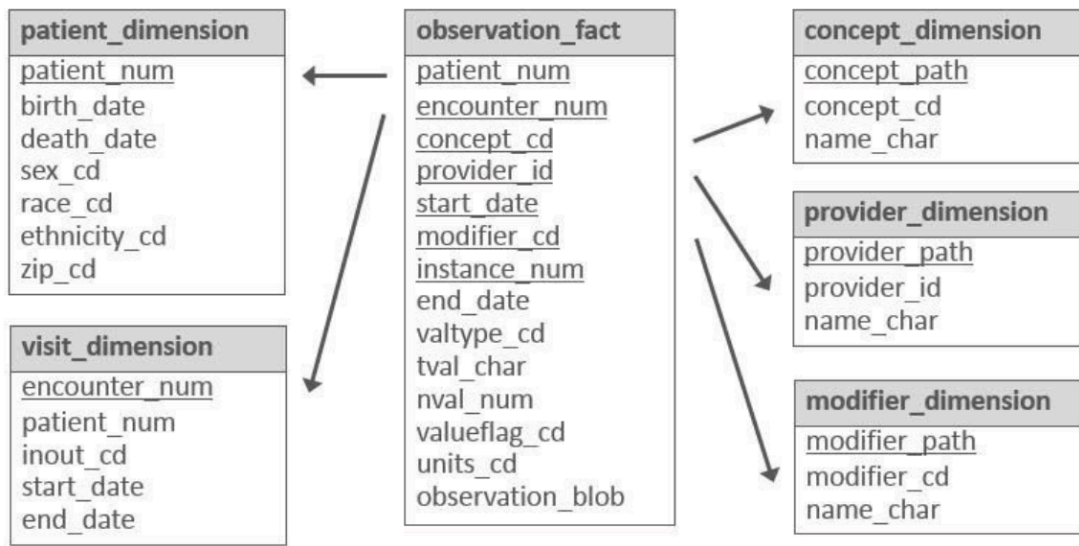 patient_dimension
patient_num
birth_date
death_date
sex_cd
race_cd
ethnicity_cd
zip_cd
visit_dimension
encounter_num
patient_num
inout_cd
start_date
end_date
observation_fact
patient_num
encounter_num
concept_cd
provider_id
start_date
modifier_cd
instance_num
end_date
valtype_cd
tval_char
nval_num
valueflag_cd
units_cd
observation_blob
concept_dimension
concept_path
concept_cd
name_char
provider_dimension
provider_path
provider_id
name_char
modifier_dimension
modifier_path
modifier_cd
name_char